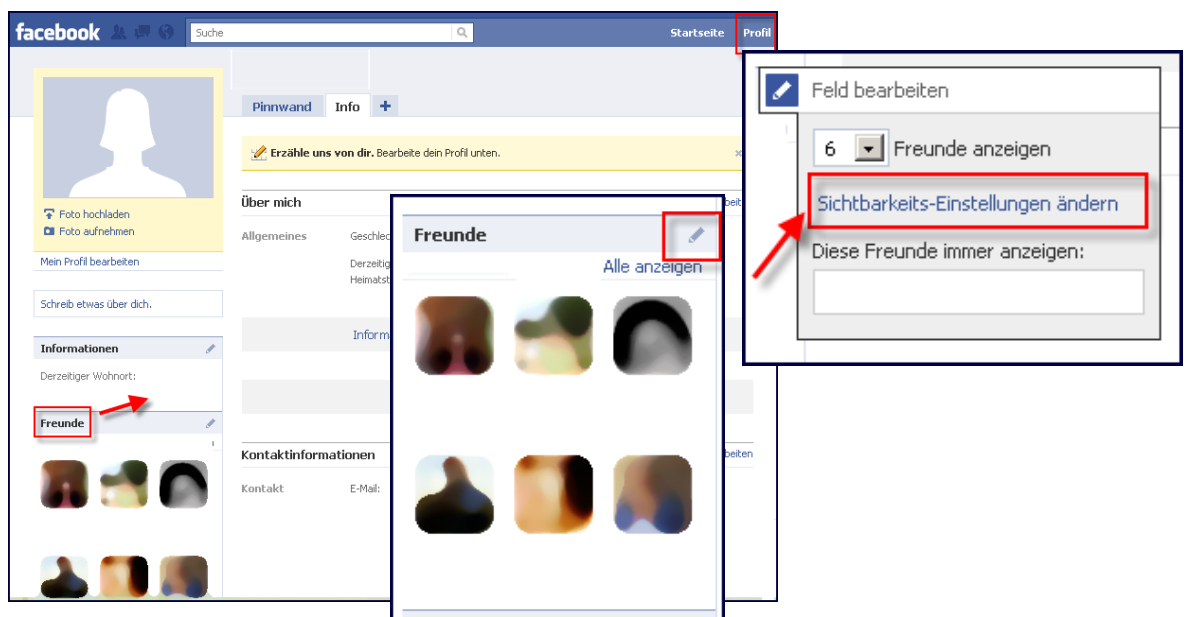 facebook
Suche
Startseite
Profil
Pinnwand
Info
Erzähle uns von dir. Bearbeite dein Profil unten.
Foto hochladen
Foto aufnehmen
Mein Profil bearbeiten
Schreib etwas über dich.
Informationen
Derzeitiger Wohnort:
Freunde
Über mich
Allgemeines
Kontaktinformationen
Kontakt
E-Mail:
Freunde
Alle anzeigen
Feld bearbeiten
6 Freunde anzeigen
Sichtbarkeits-Einstellungen ändern
Diese Freunde immer anzeigen: